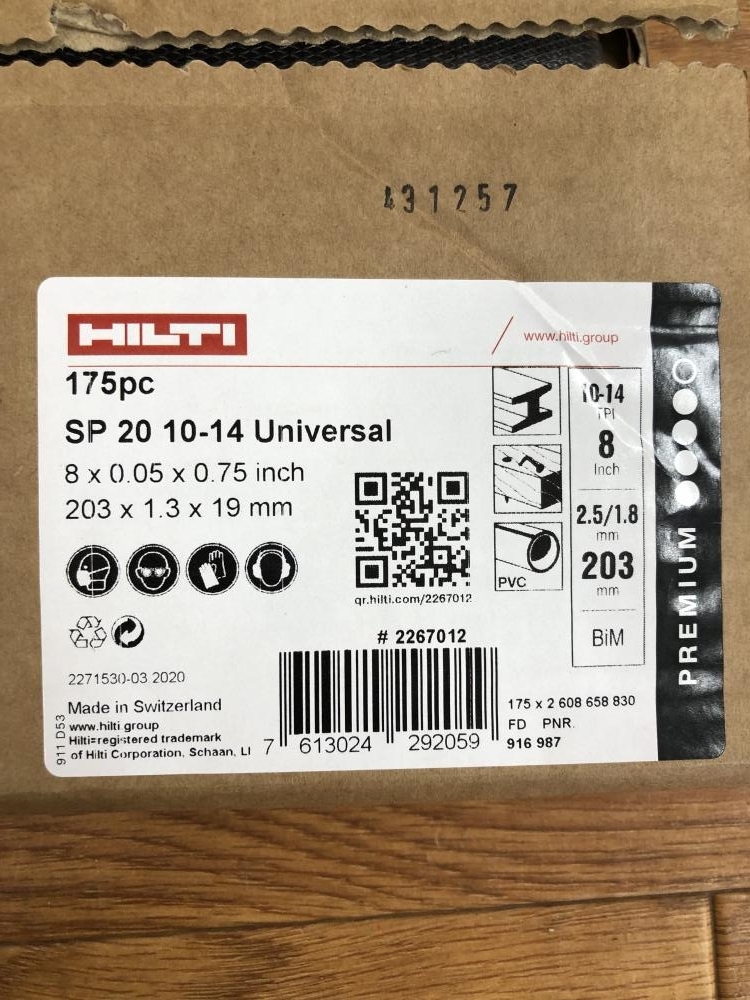 431257
HILTI
www.hilti.group
175pc
SP 20 10-14 Universal
8 x 0.05 x 0.75 inch
203 x 1.3 x 19 mm
qr.hilti.com/2267012
PVC
10-14
TPI
8
Inch
2.5/1.8
mm
203
mm
BiM
PREMIUM
# 2267012
2271530-03.2020
Made in Switzerland
www.hilti group
Hilti=registered trademark
of Hilti Corporation, Schaan, LI
911 D53
7 613024 292059
175 x 2 608 658 830
FD PNR.
916 987